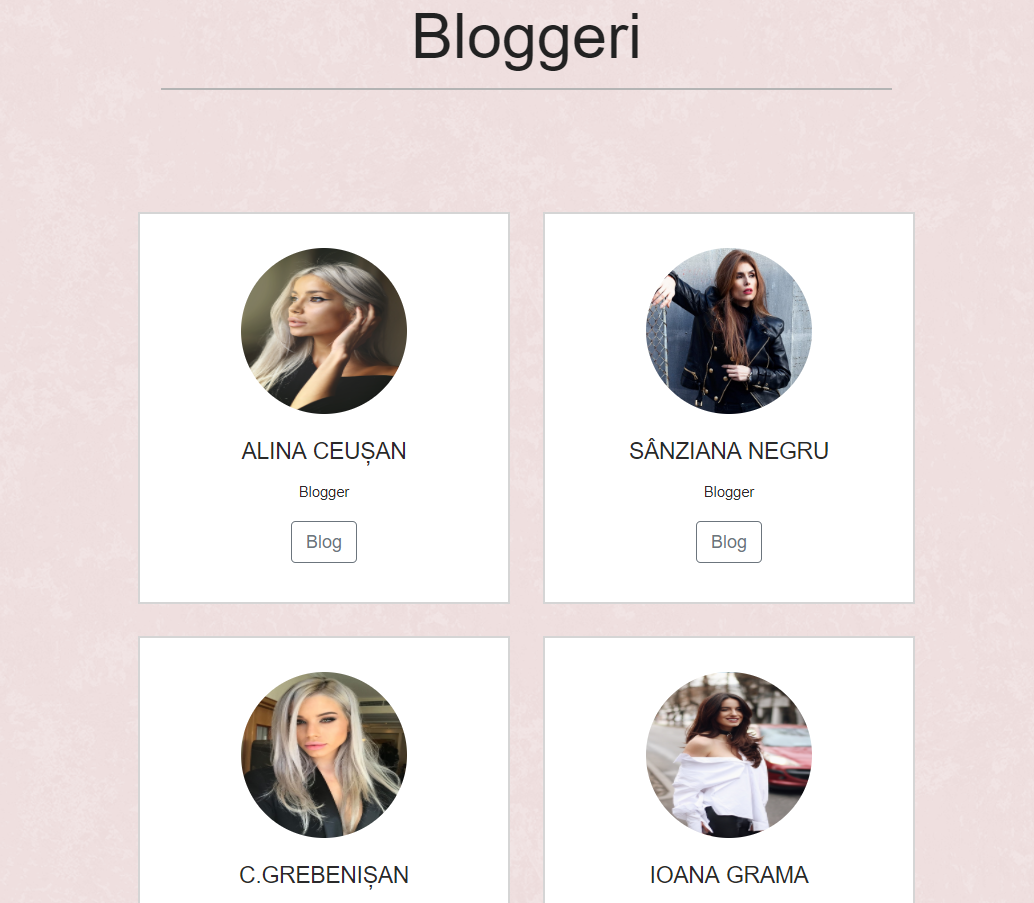 Bloggeri
ALINA CEUȘAN
Blogger
Blog
SÂNZIANA NEGRU
Blogger
Blog
C.GREBENIȘAN
IOANA GRAMA